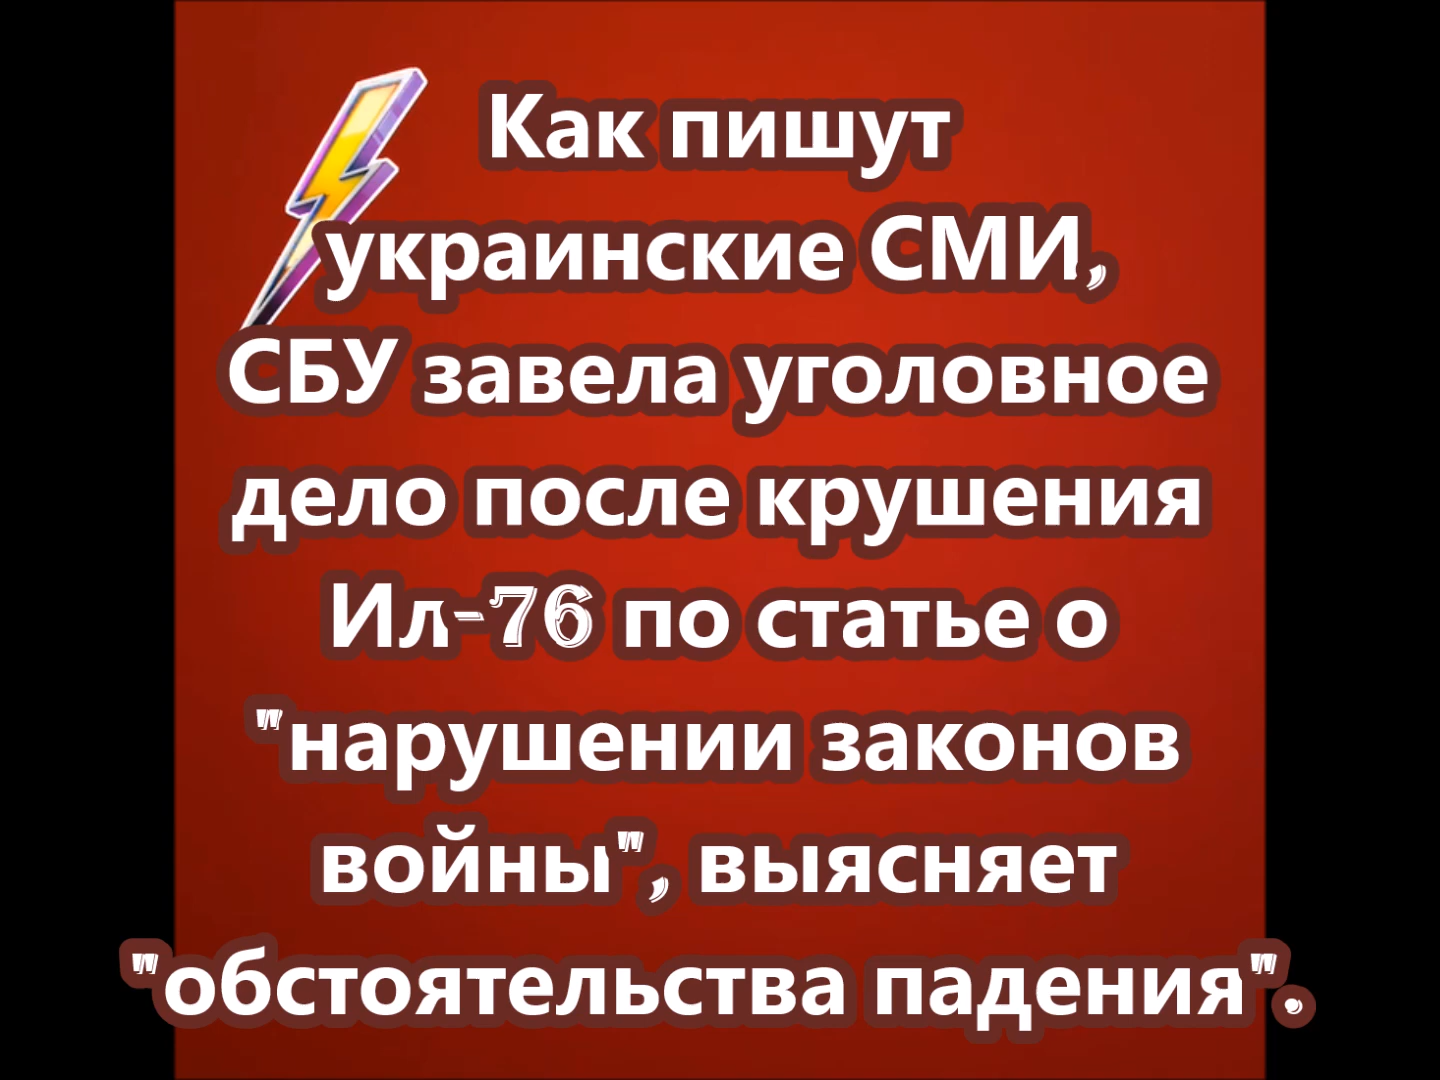 Как пишут
украинские СМИ,
СБУ завела уголовное
дело после крушения
Ил-76 по статье о
"нарушении законов
войны", выясняет
"обстоятельства падения".